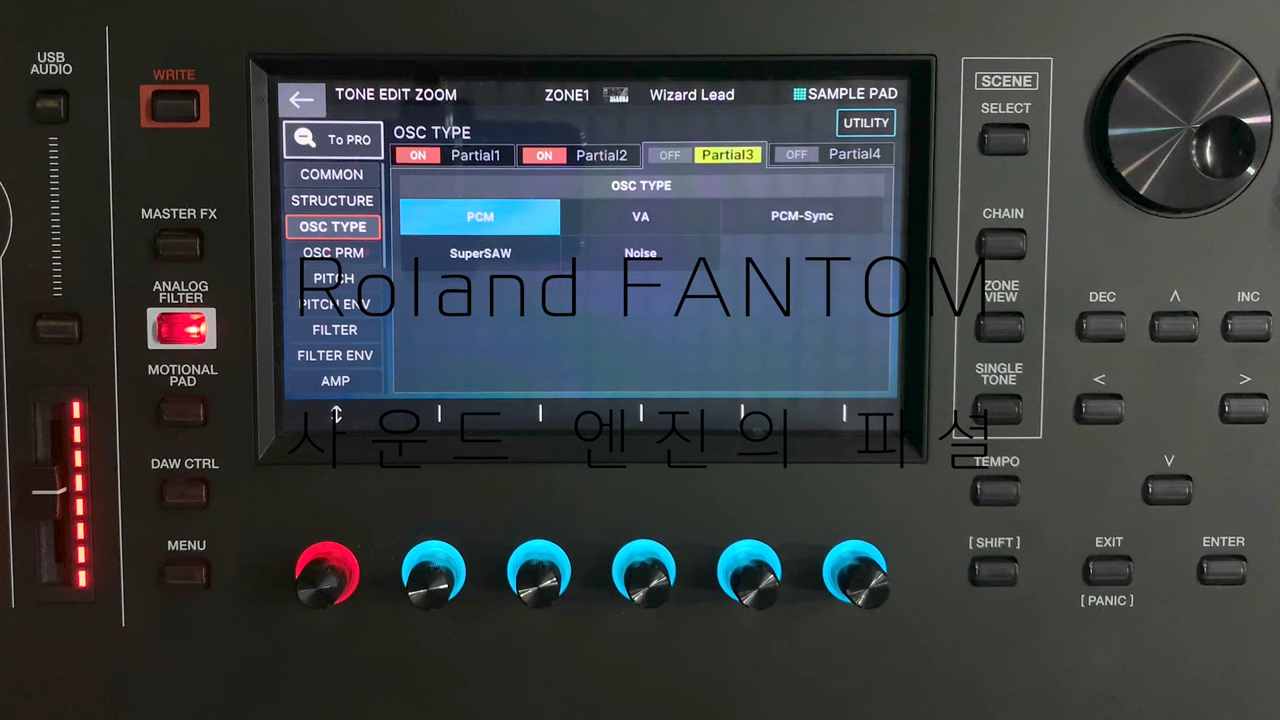 USB
AUDIO
WRITE
MASTER FX
ANALOG
FILTER
MOTIONAL
PAD
DAW CTRL
MENU
TONE EDIT ZOOM
ZONE1
Wizard Lead
SAMPLE PAD
To PRO
OSC TYPE
UTILITY
ON Partial1
ON Partial2
OFF Partial3
OFF Partial4
COMMON
STRUCTURE
OSC TYPE
OSC PRM
PITCH
PITCH ENV
FILTER
FILTER ENV
AMP
OSC TYPE
PCM
VA
PCM-Sync
SuperSAW
Noise
Roland FANTOM
사운드 엔진의 퍼셜
SCENE
SELECT
CHAIN
ZONE
VIEW
SINGLE
TONE
TEMPO
[ SHIFT ]
DEC
∧
INC
<
>
∨
EXIT
[ PANIC ]
ENTER